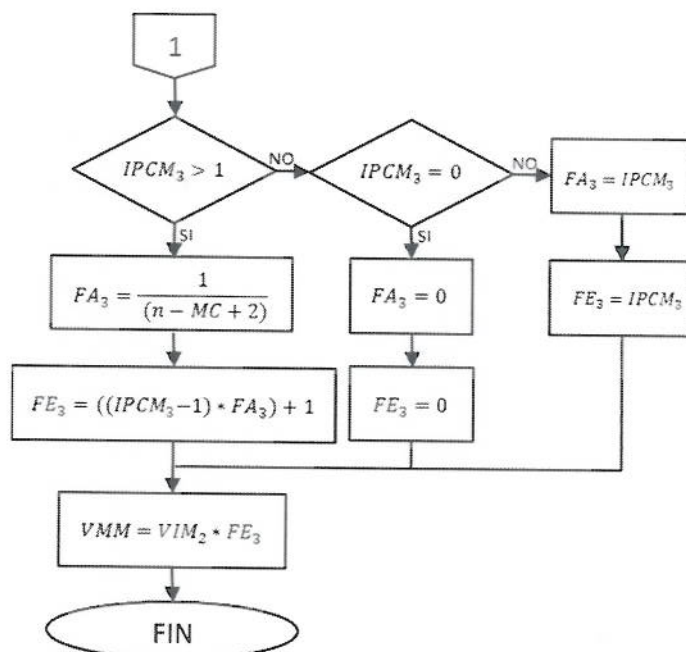 1
IPCM₃ > 1
NO
IPCM₃ = 0
NO
FA₃ = IPCM₃
SI
SI
FA₃ = 1/(n − MC + 2)
FA₃ = 0
FE₃ = IPCM₃
FE₃ = ((IPCM₃−1) * FA₃) + 1
FE₃ = 0
VMM = VIM₂ * FE₃
FIN